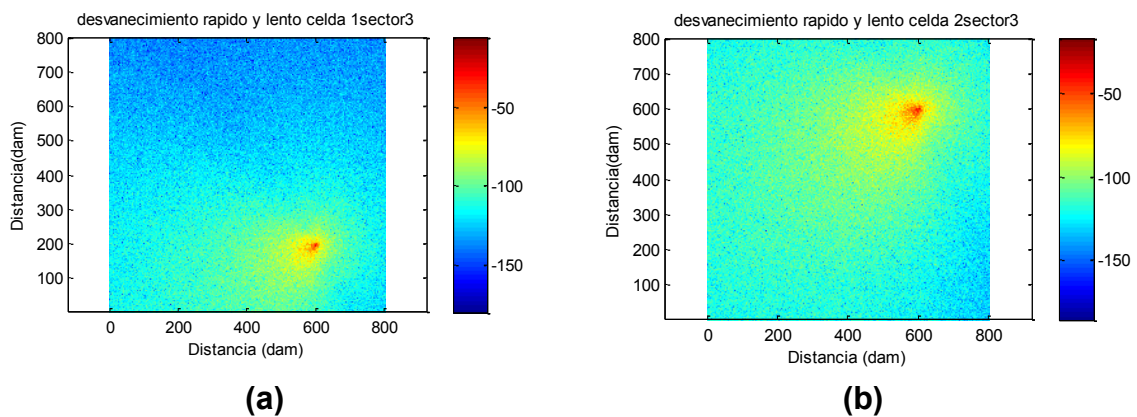 desvanecimiento rapido y lento celda 1sector3
800
700
600
500
400
300
200
100
Distancia(dam)
0 200 400 600 800
Distancia (dam)
-50
-100
-150
(a)
desvanecimiento rapido y lento celda 2sector3
800
700
600
500
400
300
200
100
Distancia(dam)
0 200 400 600 800
Distancia (dam)
-50
-100
-150
(b)